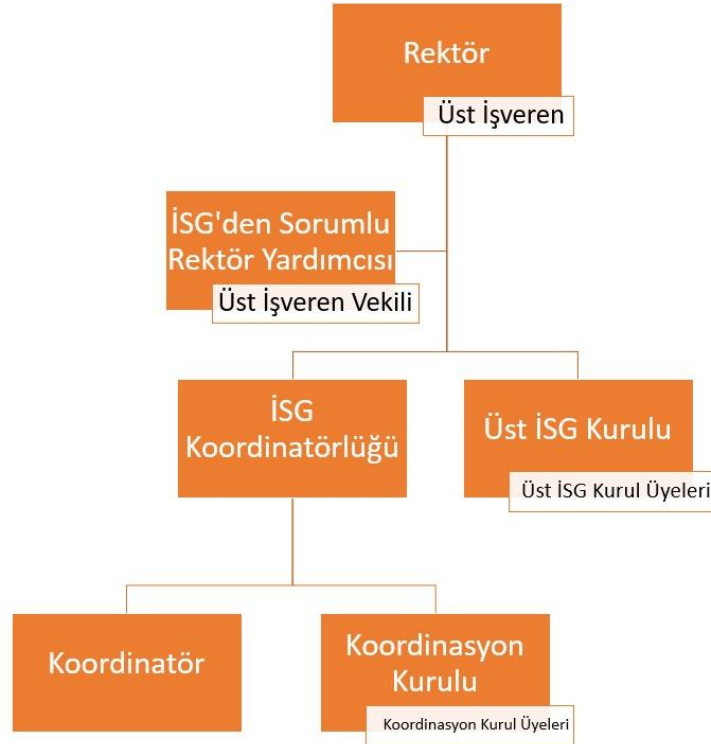 Rektör
Üst İşveren
İSG'den Sorumlu
Rektör Yardımcısı
Üst İşveren Vekili
İSG
Koordinatörlüğü
Üst İSG Kurulu
Üst İSG Kurul Üyeleri
Koordinatör
Koordinasyon
Kurulu
Koordinasyon Kurul Üyeleri